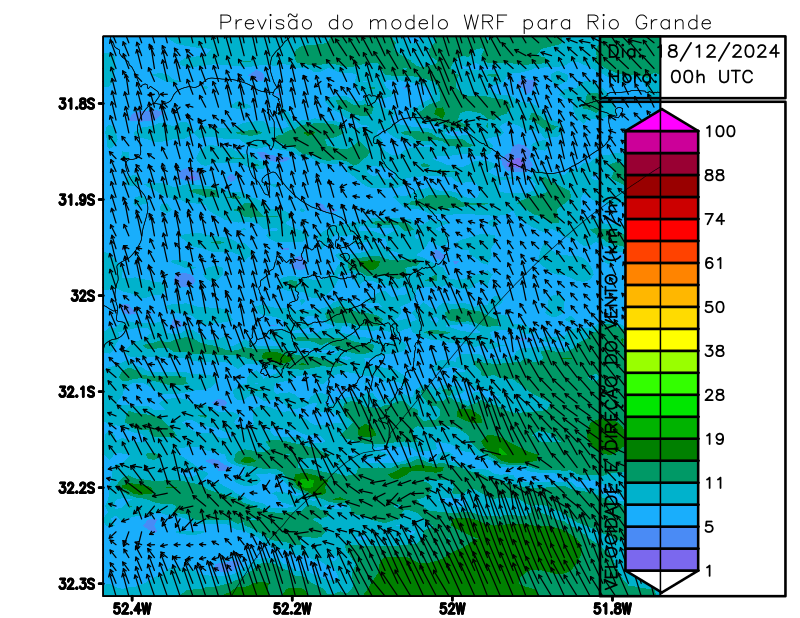 Previsão do modelo WRF para Rio Grande
Dia: 18/12/2024
Hora: 00h UTC
31.8S
31.9S
32S
32.1S
32.2S
32.3S
52.4W
52.2W
52W
51.8W
VELOCIDADE E DIREÇÃO DO VENTO (km/h)
100
88
74
61
50
38
28
19
11
5
1